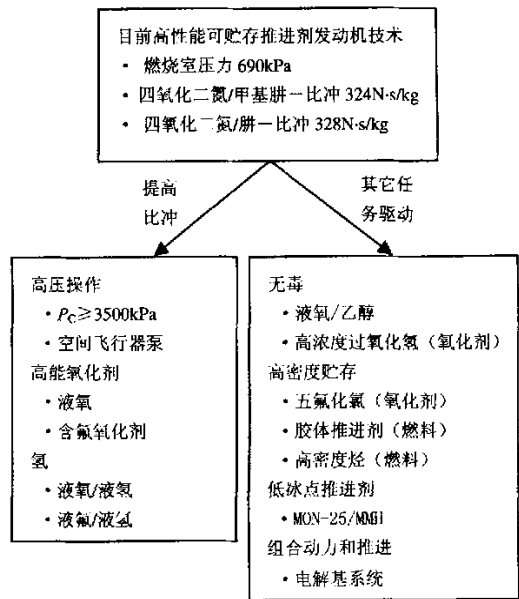 目前高性能可贮存推进剂发动机技术
· 燃烧室压力 690kPa
· 四氧化二氮/甲基肼－比冲 324N·s/kg
· 四氧化二氮/肼－比冲 328N·s/kg
提高
比冲
其它任
务驱动
高压操作
· PC≥3500kPa
· 空间飞行器泵
高能氧化剂
· 液氧
· 含氟氧化剂
氢
· 液氧/液氢
· 液氟/液氢
无毒
· 液氧/乙醇
· 高浓度过氧化氢（氧化剂）
高密度贮存
· 五氟化氯（氧化剂）
· 胶体推进剂（燃料）
· 高密度烃（燃料）
低冰点推进剂
· MON-25/MMH
组合动力和推进
· 电解基系统